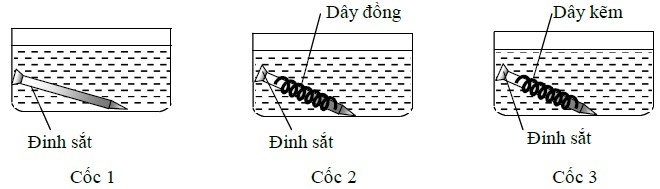 Dây đồng
Dây kẽm
Đinh sắt
Đinh sắt
Đinh sắt
Cốc 1
Cốc 2
Cốc 3